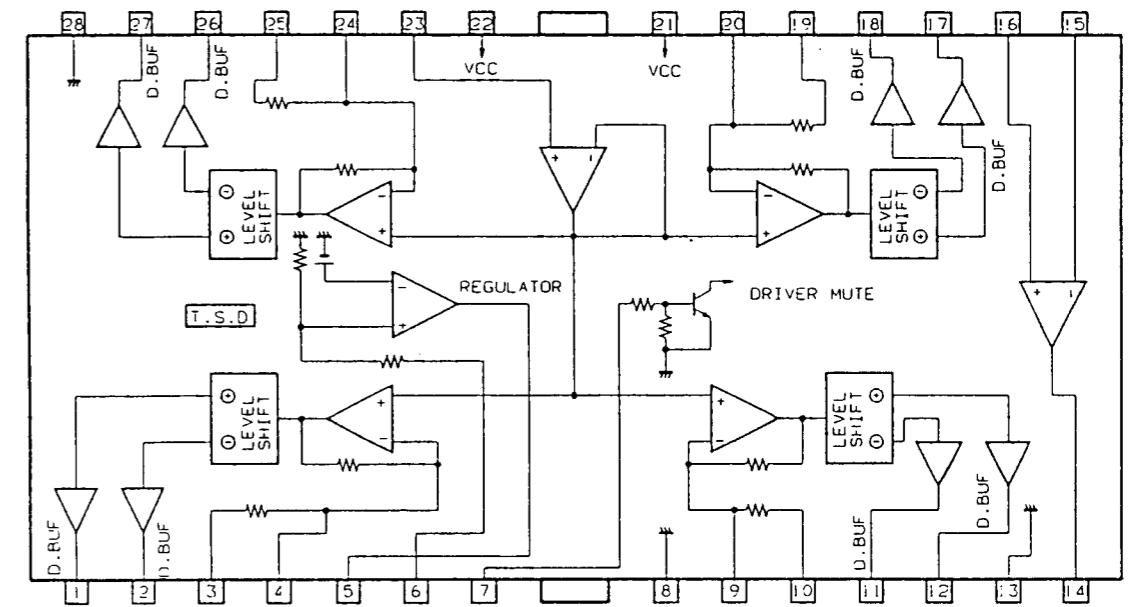 28 27 26 25 24 23 22 21 20 19 18 17 16 15
D.BUF
D.BUF
VCC
VCC
D.BUF
D.BUF
+ −
− +
− +
LEVEL SHIFT
− +
LEVEL SHIFT
− +
+ −
REGULATOR
− +
DRIVER MUTE
T.S.D
LEVEL SHIFT
+ −
+ −
+ −
LEVEL SHIFT
+ −
D.BUF
D.BUF
D.BUF
D.BUF
1 2 3 4 5 6 7 8 9 10 11 12 13 14